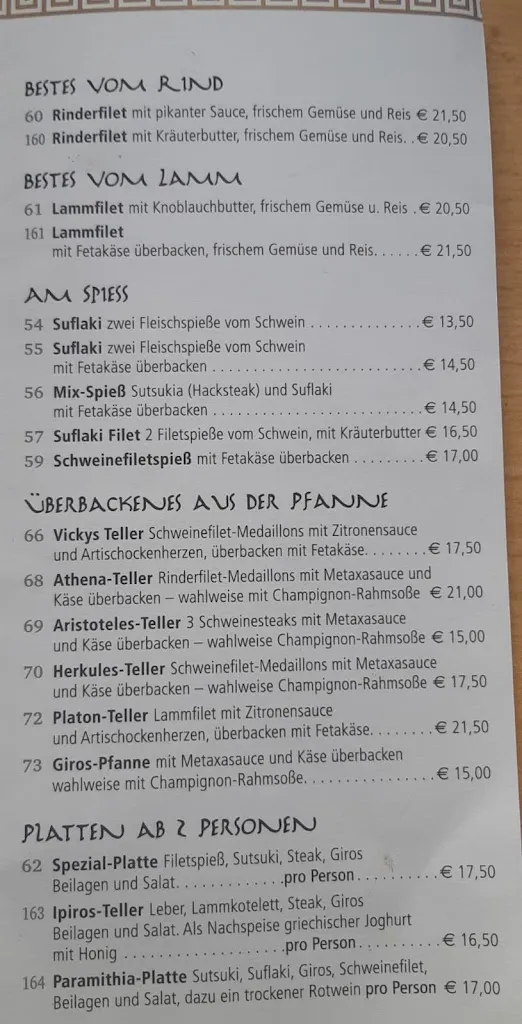 BESTES VOM RIND
60 Rinderfilet mit pikanter Sauce, frischem Gemüse und Reis € 21,50
160 Rinderfilet mit Kräuterbutter, frischem Gemüse und Reis. . € 20,50
BESTES VOM LAMM
61 Lammfilet mit Knoblauchbutter, frischem Gemüse u. Reis . € 20,50
161 Lammfilet
mit Fetakäse überbacken, frischem Gemüse und Reis. . . . . . € 21,50
AM SPIESS
54 Suflaki zwei Fleischspieße vom Schwein . . . . . . . . . . . . . . € 13,50
55 Suflaki zwei Fleischspieße vom Schwein
mit Fetakäse überbacken . . . . . . . . . . . . . . . . . . . . . . . . . . € 14,50
56 Mix-Spieß Sutsukia (Hacksteak) und Suflaki
mit Fetakäse überbacken . . . . . . . . . . . . . . . . . . . . . . . . . . € 14,50
57 Suflaki Filet 2 Filetspieße vom Schwein, mit Kräuterbutter € 16,50
59 Schweinefiletspieß mit Fetakäse überbacken . . . . . . . . . € 17,00
ÜBERBACKENES AUS DER PFANNE
66 Vickys Teller Schweinefilet-Medaillons mit Zitronensauce
und Artischockenherzen, überbacken mit Fetakäse. . . . . . . . € 17,50
68 Athena-Teller Rinderfilet-Medaillons mit Metaxasauce und
Käse überbacken – wahlweise mit Champignon-Rahmsoße € 21,00
69 Aristoteles-Teller 3 Schweinesteaks mit Metaxasauce
und Käse überbacken – wahlweise Champignon-Rahmsoße € 15,00
70 Herkules-Teller Schweinefilet-Medaillons mit Metaxasauce
und Käse überbacken – wahlweise Champignon-Rahmsoße € 17,50
72 Platon-Teller Lammfilet mit Zitronensauce
und Artischockenherzen, überbacken mit Fetakäse. . . . . . . . € 21,50
73 Giros-Pfanne mit Metaxasauce und Käse überbacken
wahlweise mit Champignon-Rahmsoße. . . . . . . . . . . . . . . . € 15,00
PLATTEN AB 2 PERSONEN
62 Spezial-Platte Filetspieß, Sutsuki, Steak, Giros
Beilagen und Salat. . . . . . . . . . . . .pro Person . . . . . . . . . . € 17,50
163 Ipiros-Teller Leber, Lammkotelett, Steak, Giros
Beilagen und Salat. Als Nachspeise griechischer Joghurt
mit Honig . . . . . . . . . . . . . . . . . . .pro Person . . . . . . . . . . € 16,50
164 Paramithia-Platte Sutsuki, Suflaki, Giros, Schweinefilet,
Beilagen und Salat, dazu ein trockener Rotwein pro Person € 17,00